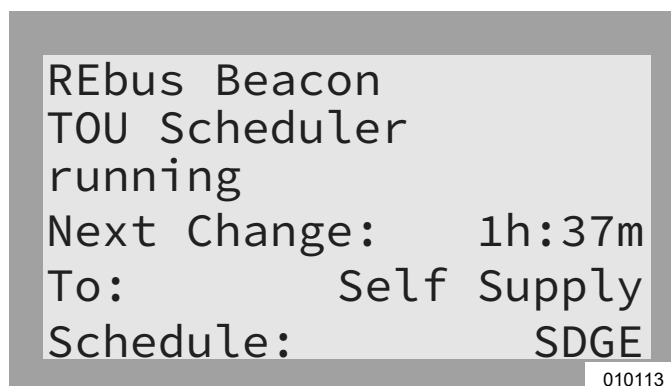 REbus Beacon
TOU Scheduler
running
Next Change: 1h:37m
To: Self Supply
Schedule: SDGE
010113